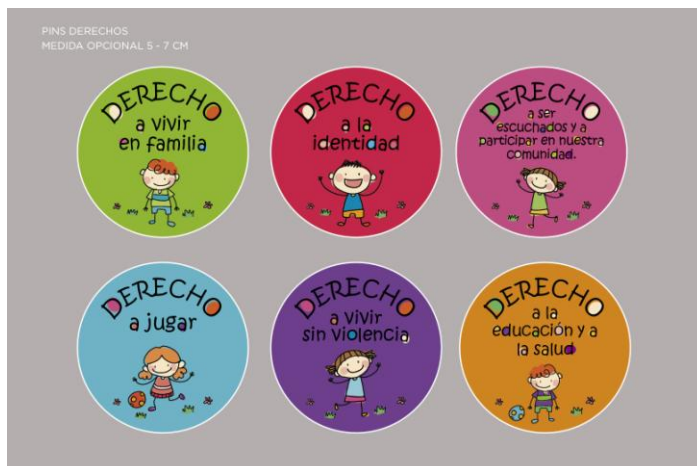 PINS DERECHOS
MEDIDA OPCIONAL 5 - 7 CM
DERECHO
a vivir
en familia
DERECHO
a la
identidad
DERECHO
a ser
escuchados y a
participar en nuestra
comunidad.
DERECHO
a jugar
DERECHO
a vivir
sin violencia
DERECHO
a la
educación y a
la salud